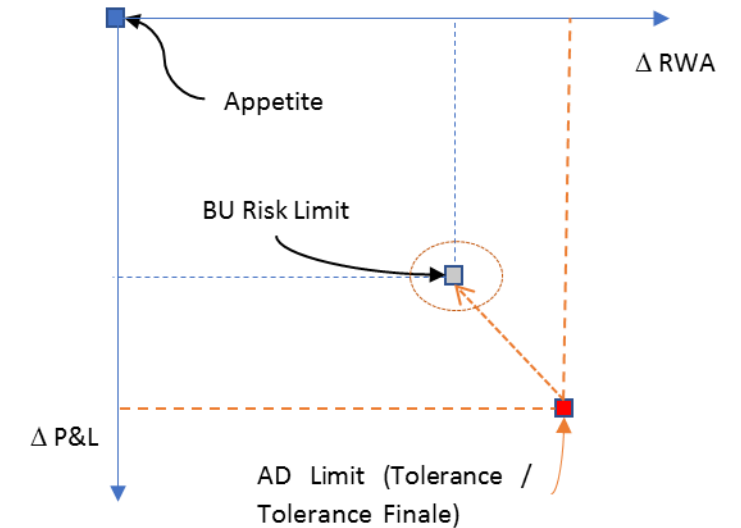 Δ RWA
Appetite
BU Risk Limit
Δ P&L
AD Limit (Tolerance /
Tolerance Finale)